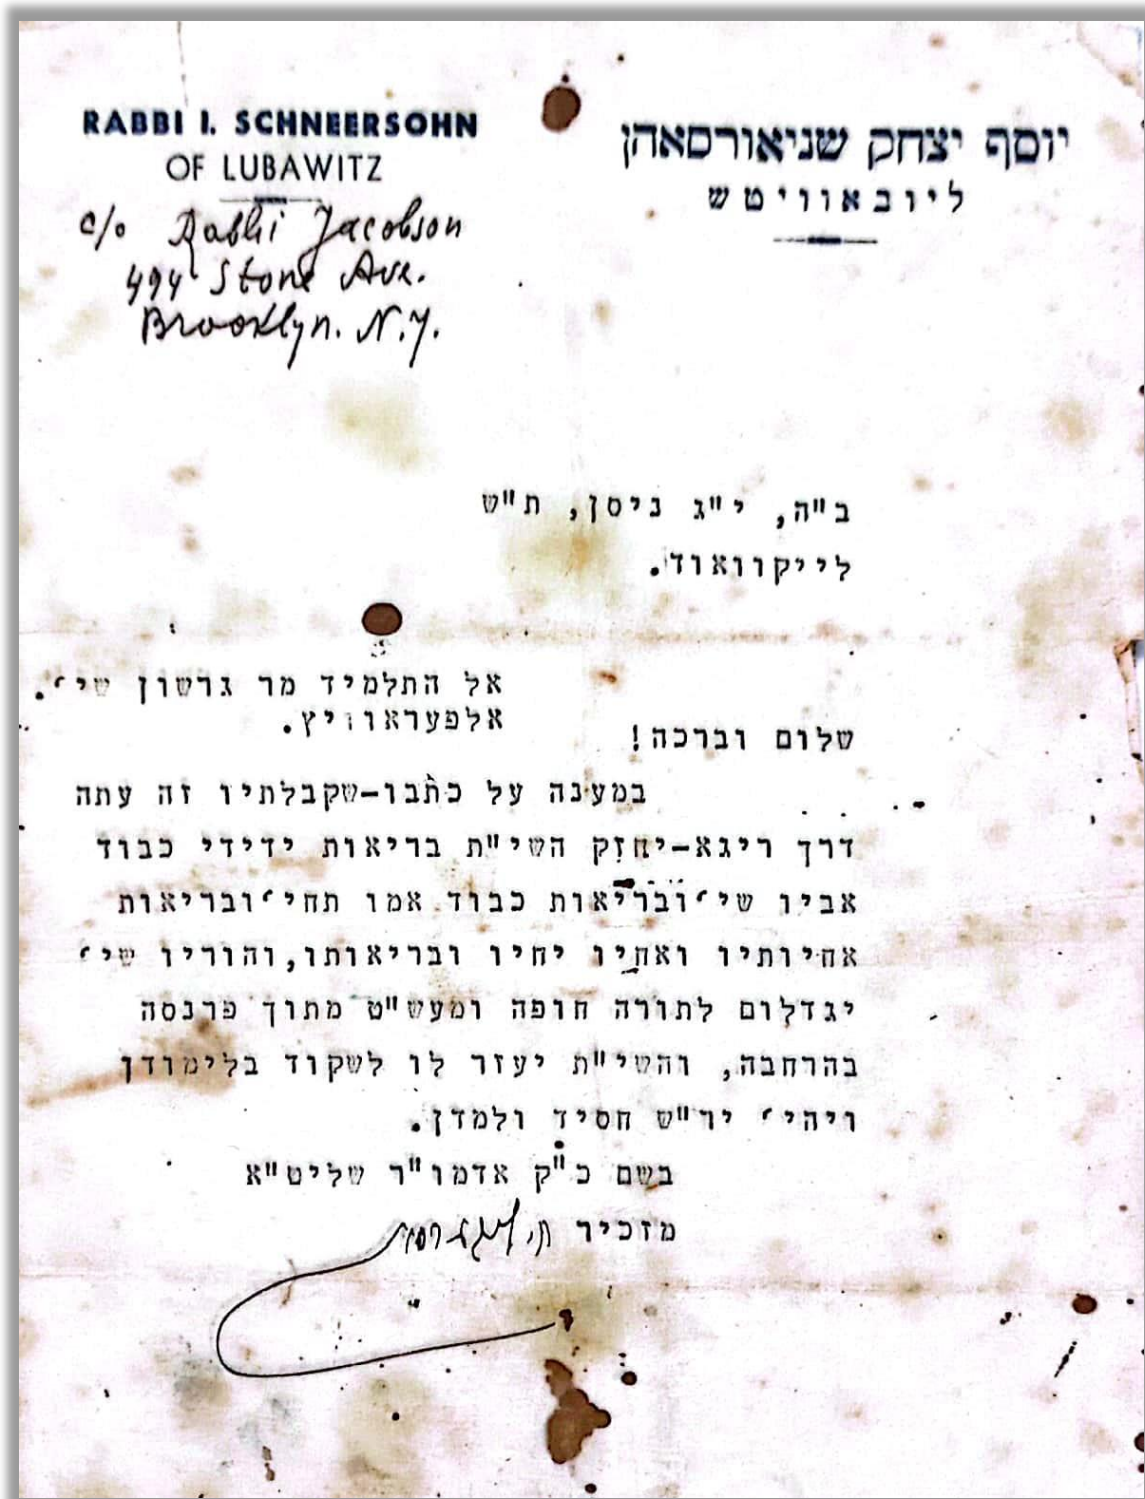 RABBI I. SCHNEERSOHN
OF LUBAWITZ
c/o Rabbi Jacobson
494 Stone Ave.
Brooklyn. N.Y.
יוסף יצחק שניאורסאהן
ליובאוויטש
ב"ה, י"ג ניסן, ת"ש
לייקוואוד.
אל התלמיד מר גרשון שי'.
אלפעראוויץ.
שלום וברכה!
במענה על כתבו-שקבלתיו זה עתה
דרך ריגא-יחזק השי"ת בריאות ידידי כבוד
אביו שי'ובריאות כבוד אמו תחי'ובריאות
אחיותיו ואחיו יחיו ובריאותו,והוריו שי'
יגדלום לתורה חופה ומעש"ט מתוך פרנסה
בהרחבה, והשי"ת יעזר לו לשקוד בלימודן
ויהי' יר"ש חסיד ולמדן.
בשם כ"ק אדמו"ר שליט"א
מזכיר